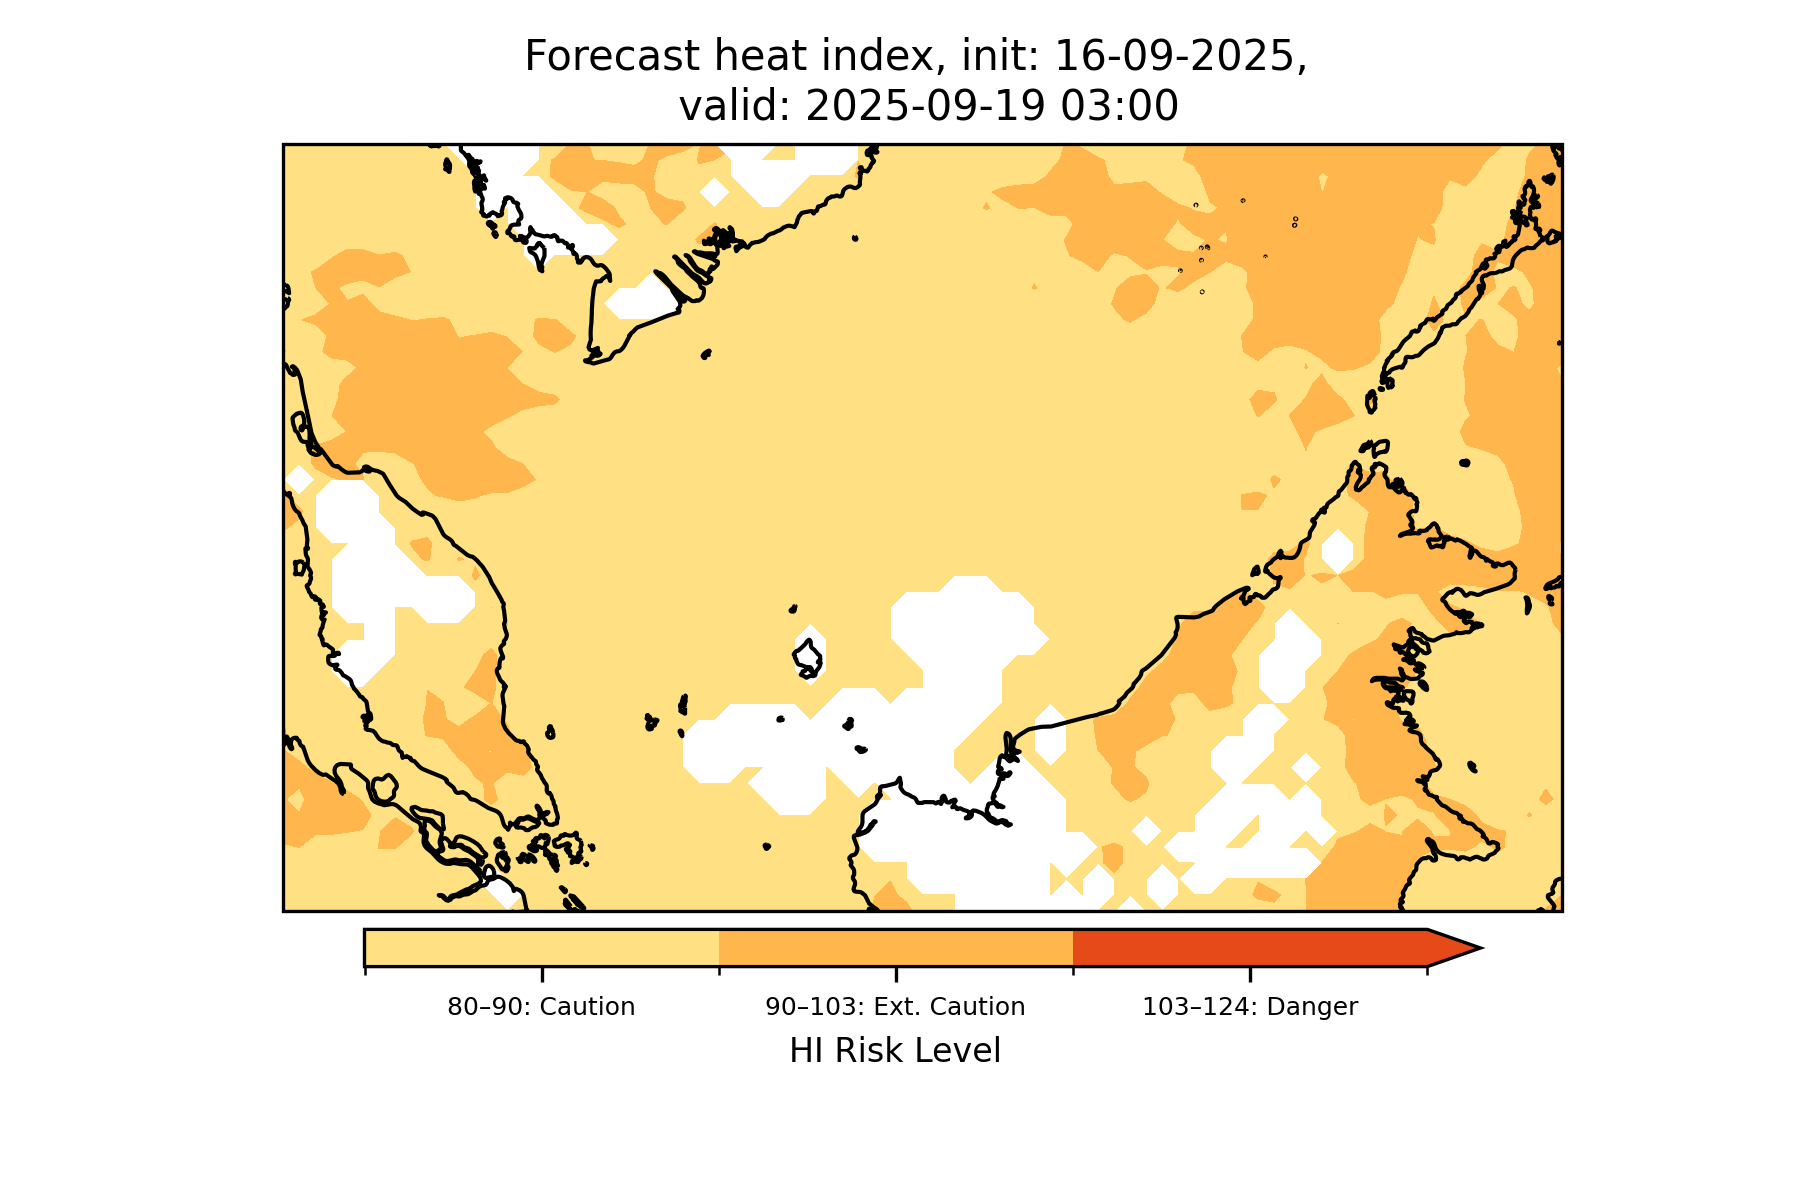 Forecast heat index, init: 16-09-2025,
valid: 2025-09-19 03:00
80–90: Caution
90–103: Ext. Caution
103–124: Danger
HI Risk Level